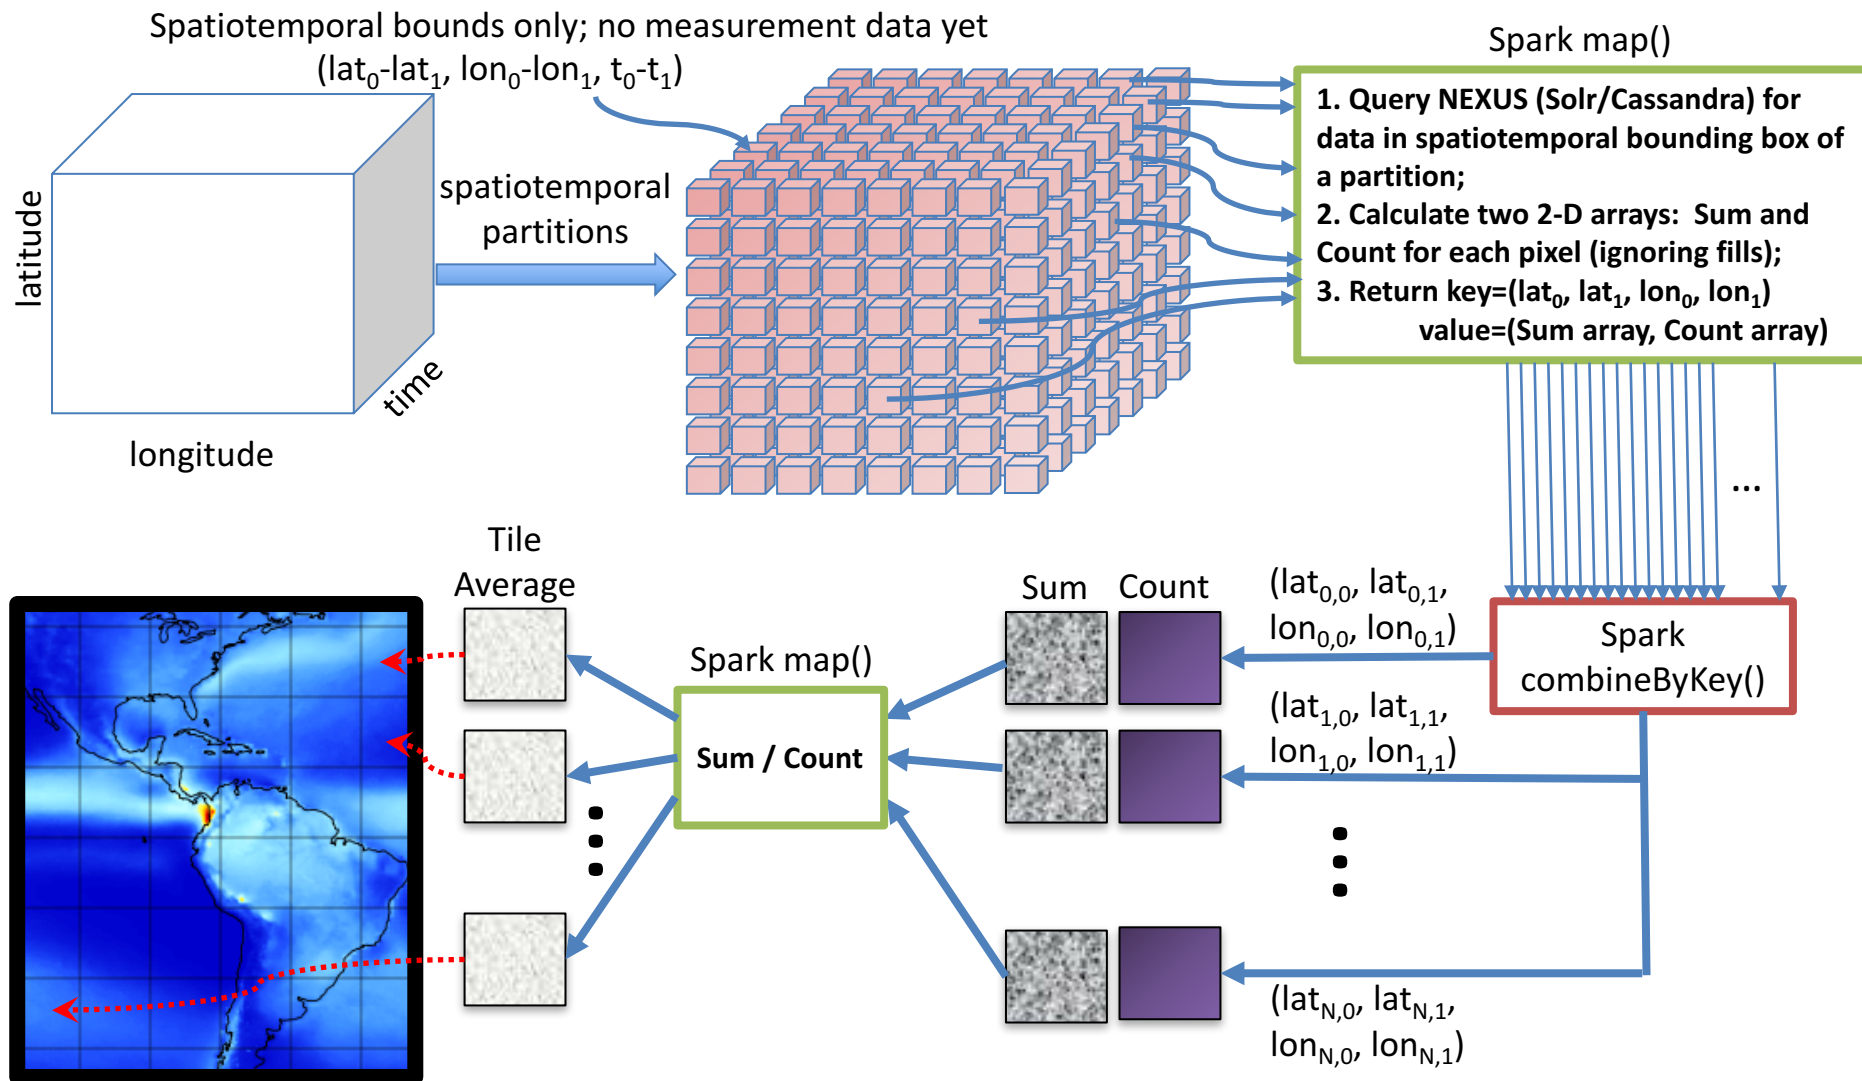 Spatiotemporal bounds only; no measurement data yet
(lat₀-lat₁, lon₀-lon₁, t₀-t₁)
latitude
longitude
time
spatiotemporal
partitions
Spark map()
1. Query NEXUS (Solr/Cassandra) for
data in spatiotemporal bounding box of
a partition;
2. Calculate two 2-D arrays: Sum and
Count for each pixel (ignoring fills);
3. Return key=(lat₀, lat₁, lon₀, lon₁)
value=(Sum array, Count array)
...
Spark
combineByKey()
(lat₀,₀, lat₀,₁,
lon₀,₀, lon₀,₁)
(lat₁,₀, lat₁,₁,
lon₁,₀, lon₁,₁)
(lat_N,0, lat_N,1,
lon_N,0, lon_N,1)
Sum
Count
Spark map()
Sum / Count
Tile
Average